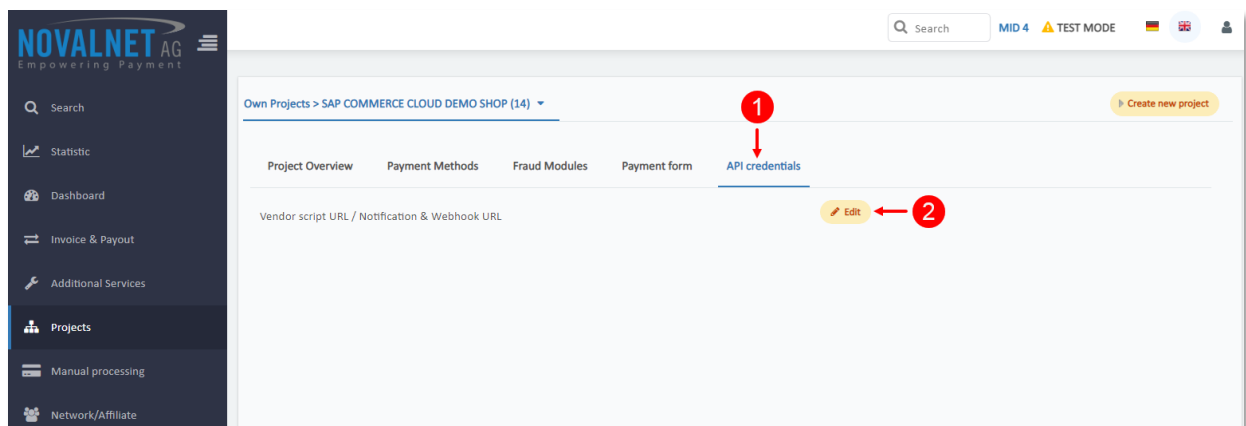 NOVALNET AG
Empowering Payment
Search
MID 4
TEST MODE
Search
Statistic
Dashboard
Invoice & Payout
Additional Services
Projects
Manual processing
Network/Affiliate
Own Projects > SAP COMMERCE CLOUD DEMO SHOP (14)
Create new project
1
Project Overview
Payment Methods
Fraud Modules
Payment form
API credentials
Vendor script URL / Notification & Webhook URL
Edit
2